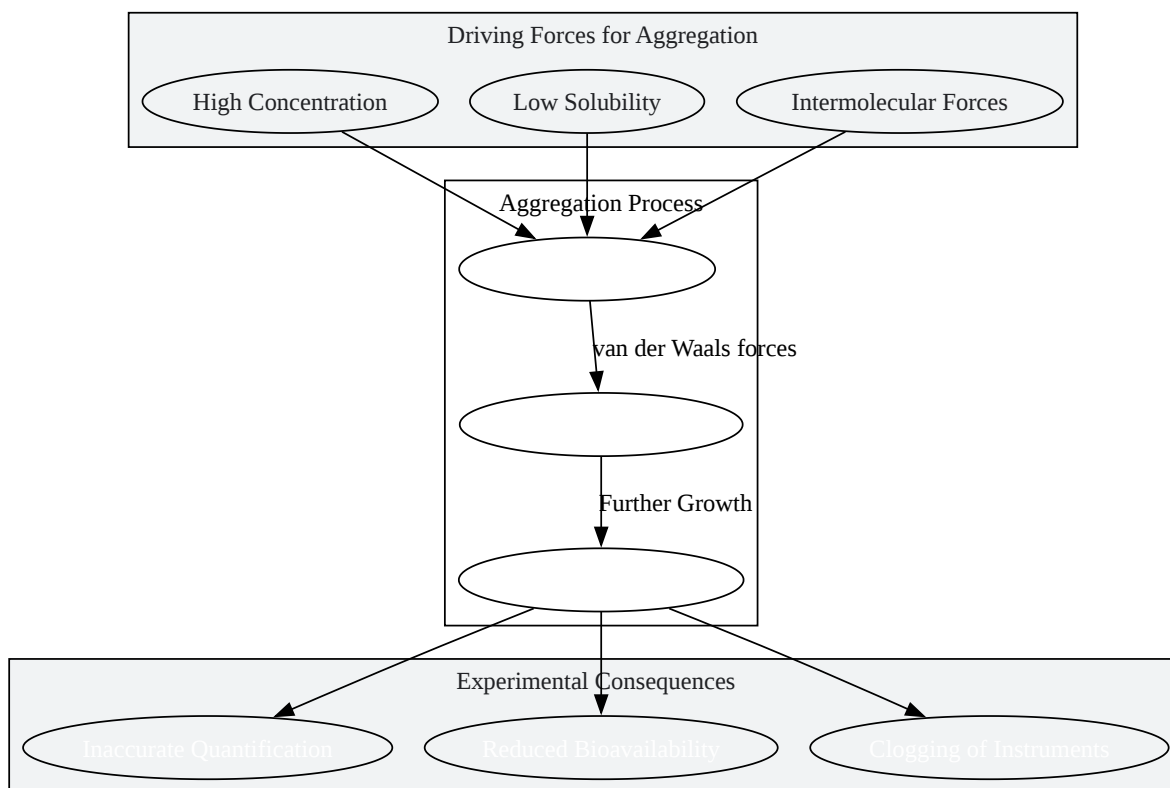 Driving Forces for Aggregation
High Concentration
Low Solubility
Intermolecular Forces
Aggregation Process
van der Waals forces
Further Growth
Experimental Consequences
Inaccurate Quantification
Reduced Bioavailability
Clogging of Instruments